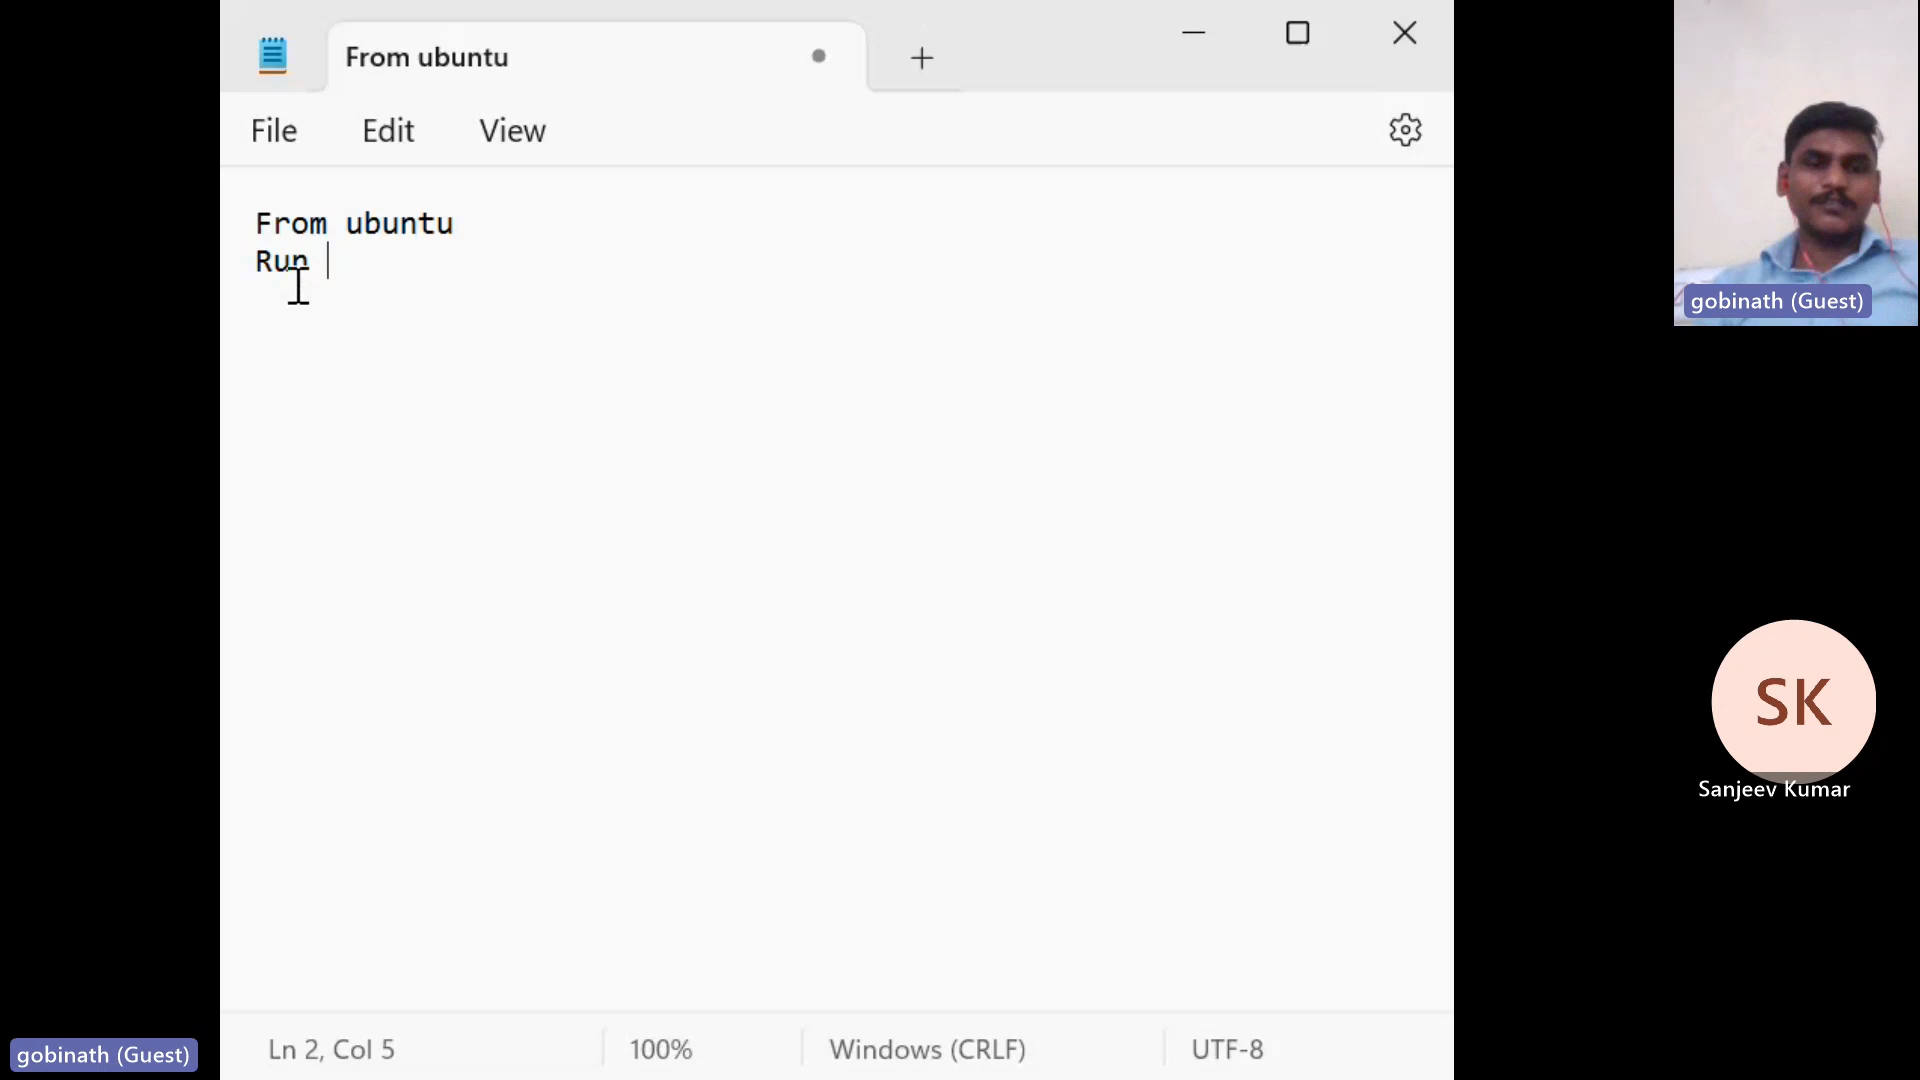 From ubuntu
File Edit View
From ubuntu
Run
Ln 2, Col 5 100% Windows (CRLF) UTF-8
gobinath (Guest)
SK
Sanjeev Kumar
gobinath (Guest)